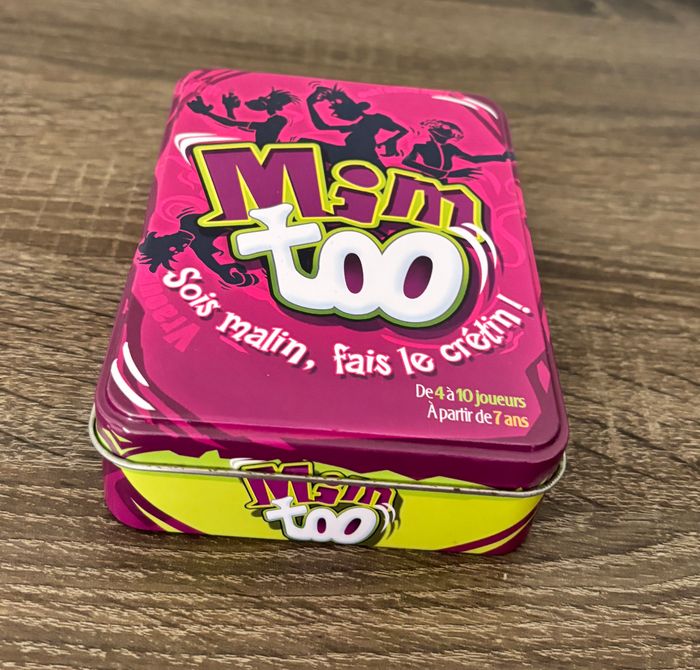 Mim
too
Sois malin, fais le crétin !
De 4 à 10 joueurs
À partir de 7 ans
Mim
too